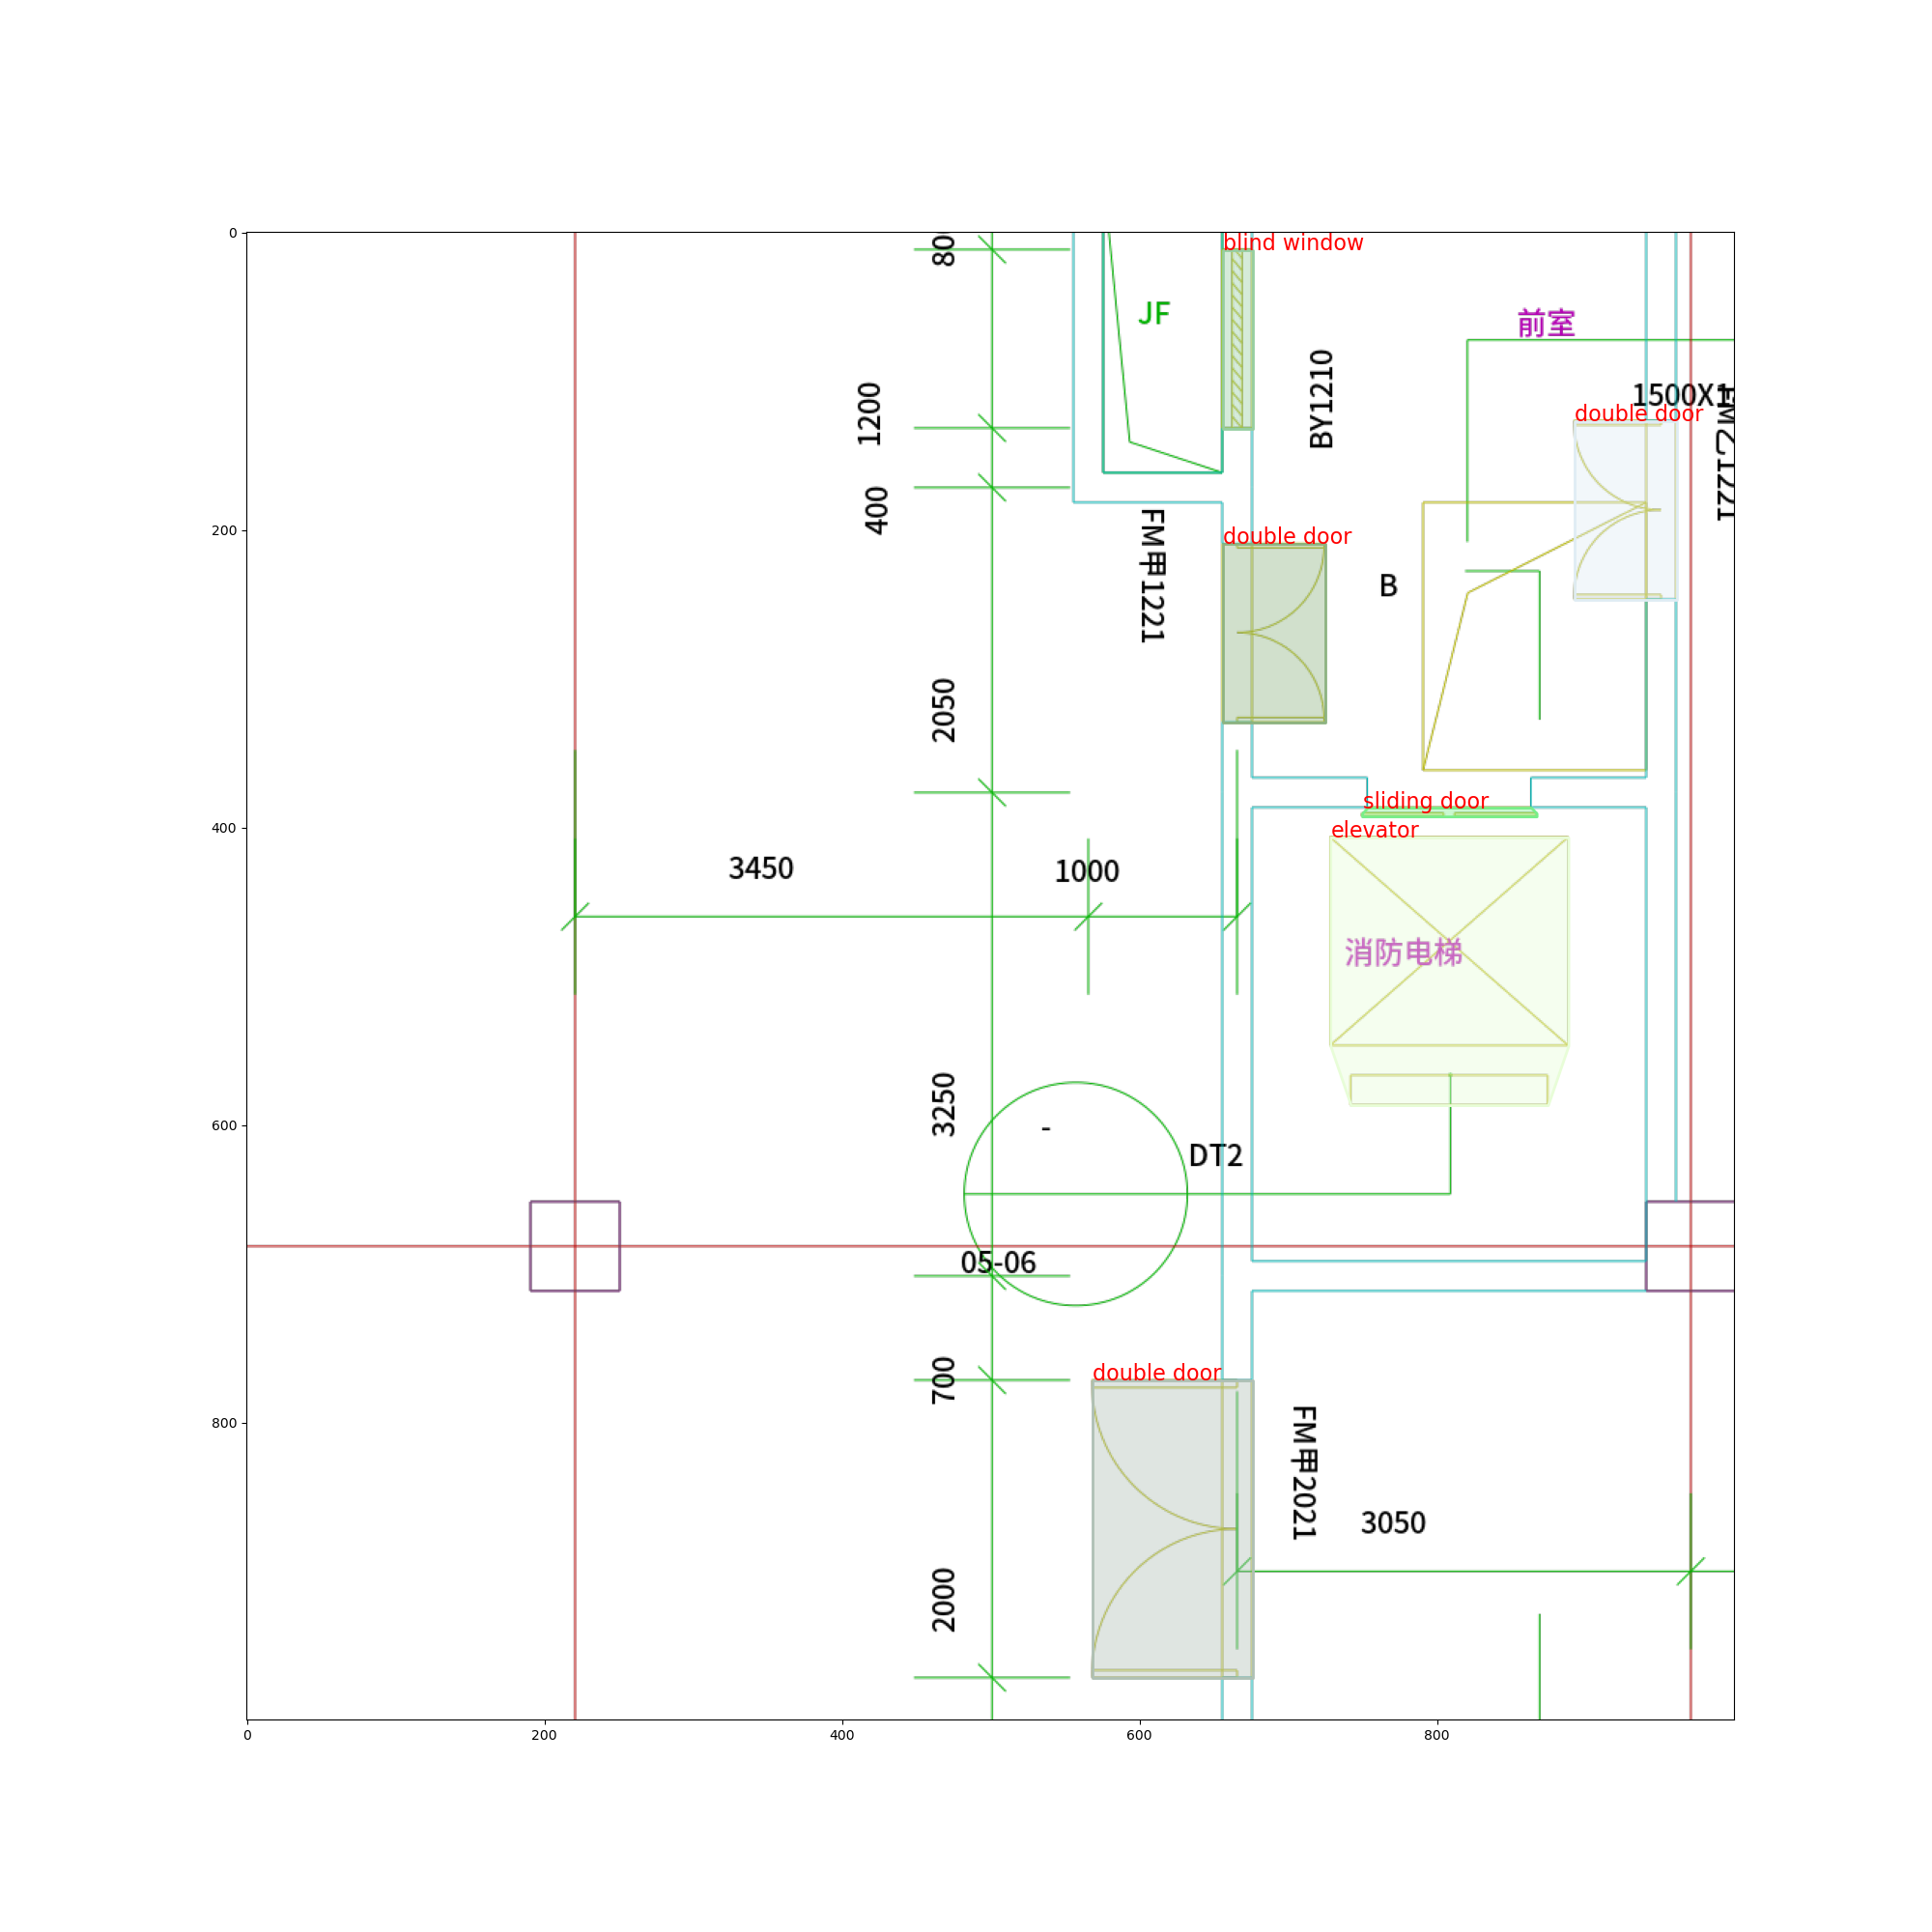 0
200
400
600
800
0
200
400
600
800
80
1200
400
2050
3250
700
2000
JF
blind window
BY1210
前室
1500X1
double door
FM乙1221
FM甲1221
double door
B
sliding door
elevator
消防电梯
3450
1000
-
DT2
05-06
double door
FM甲2021
3050